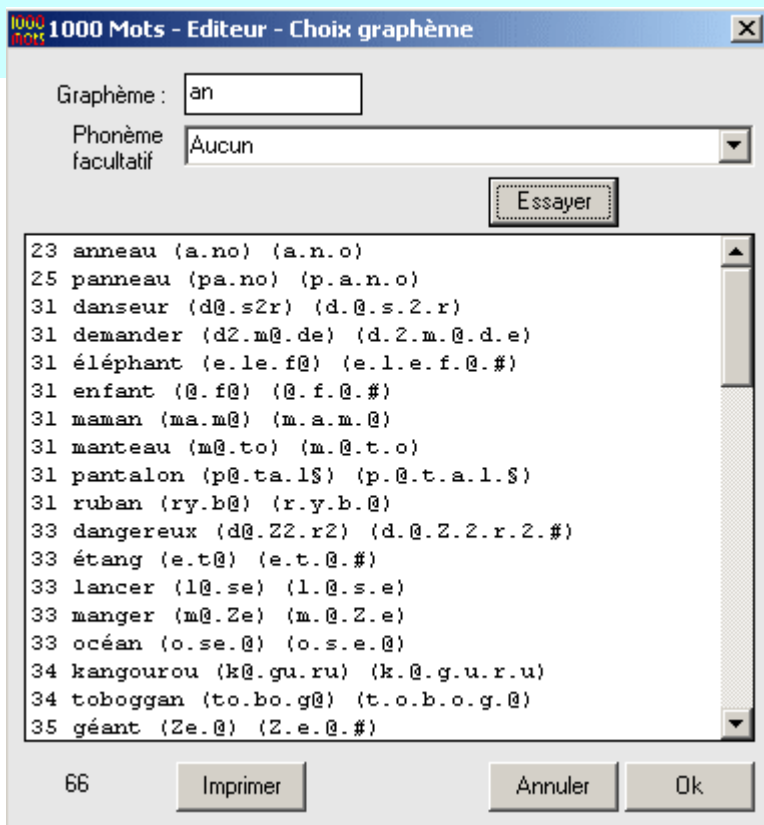 1000 mots 1000 Mots - Editeur - Choix graphème
Graphème : an
Phonème facultatif Aucun
Essayer
23 anneau (a.no) (a.n.o)
25 panneau (pa.no) (p.a.n.o)
31 danseur (d@.s2r) (d.@.s.2.r)
31 demander (d2.m@.de) (d.2.m.@.d.e)
31 éléphant (e.le.f@) (e.l.e.f.@.#)
31 enfant (@.f@) (@.f.@.#)
31 maman (ma.m@) (m.a.m.@)
31 manteau (m@.to) (m.@.t.o)
31 pantalon (p@.ta.l§) (p.@.t.a.l.§)
31 ruban (ry.b@) (r.y.b.@)
33 dangereux (d@.Z2.r2) (d.@.Z.2.r.2.#)
33 étang (e.t@) (e.t.@.#)
33 lancer (l@.se) (l.@.s.e)
33 manger (m@.Ze) (m.@.Z.e)
33 océan (o.se.@) (o.s.e.@)
34 kangourou (k@.gu.ru) (k.@.g.u.r.u)
34 toboggan (to.bo.g@) (t.o.b.o.g.@)
35 géant (Ze.@) (Z.e.@.#)
66 Imprimer Annuler Ok